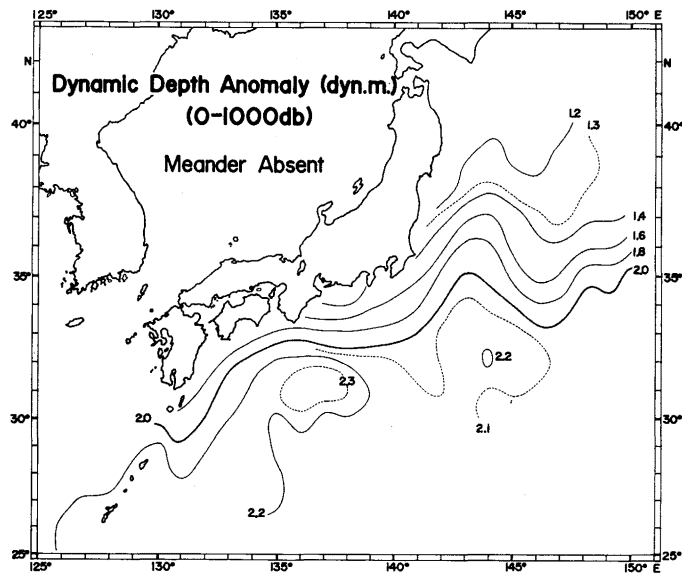 125° 130° 135° 140° 145° 150° E
N N
Dynamic Depth Anomaly (dyn.m.)
(0-1000db)
Meander Absent
40° 40°
1.2
1.3
1.4
1.6
1.8
2.0
35° 35°
2.2
2.3
2.0
30° 30°
2.1
2.2
25° 25°
125° 130° 135° 140° 145° 150° E